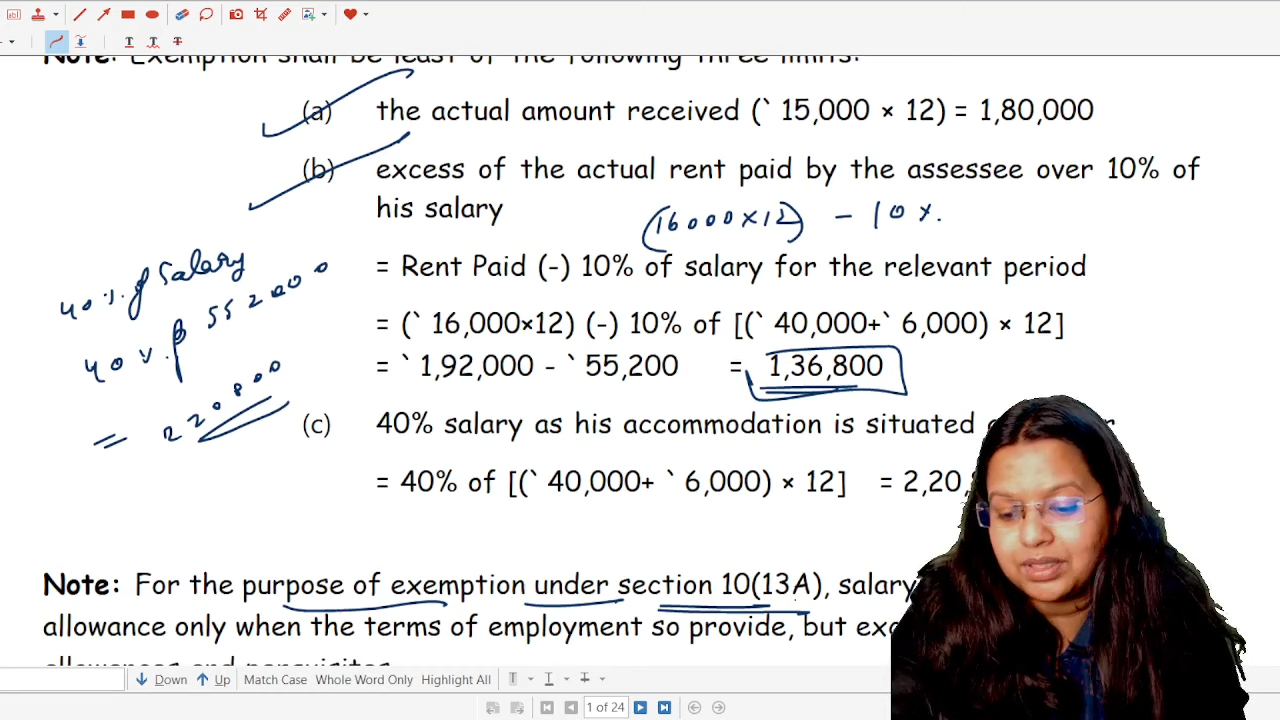 Note: Exemption shall be least of the following three limits:
(a) the actual amount received (` 15,000 × 12) = 1,80,000
(b) excess of the actual rent paid by the assessee over 10% of
his salary
(16000×12) - 10%
= Rent Paid (-) 10% of salary for the relevant period
= (` 16,000×12) (-) 10% of [(` 40,000+` 6,000) × 12]
= ` 1,92,000 - ` 55,200 = 1,36,800
40% of Salary
40% of 552000
= 220800
(c) 40% salary as his accommodation is situated
= 40% of [(` 40,000+ ` 6,000) × 12] = 2,20,
Note: For the purpose of exemption under section 10(13A), salary
allowance only when the terms of employment so provide, but
allowances and perquisites
Down Up Match Case Whole Word Only Highlight All T T T
1 of 24